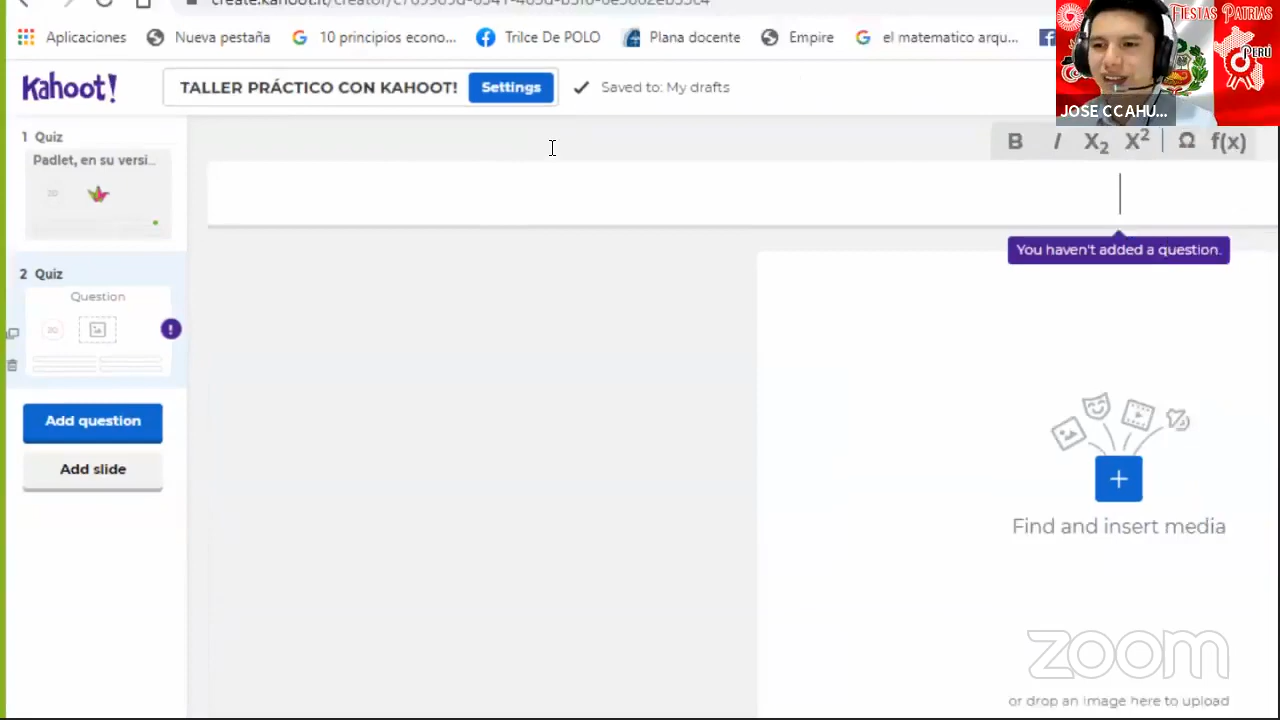 Aplicaciones Nueva pestaña 10 principios econo... Trilce De POLO Plana docente Empire el matematico arqu...
FIESTAS PATRIAS
PERÚ
JOSE CCAHU...
Kahoot!
TALLER PRÁCTICO CON KAHOOT! Settings Saved to: My drafts
B I X2 X² Ω f(x)
1 Quiz
Padlet, en su versi...
20
You haven't added a question.
2 Quiz
Question
20
!
Add question
Add slide
Find and insert media
zoom
or drop an image here to upload